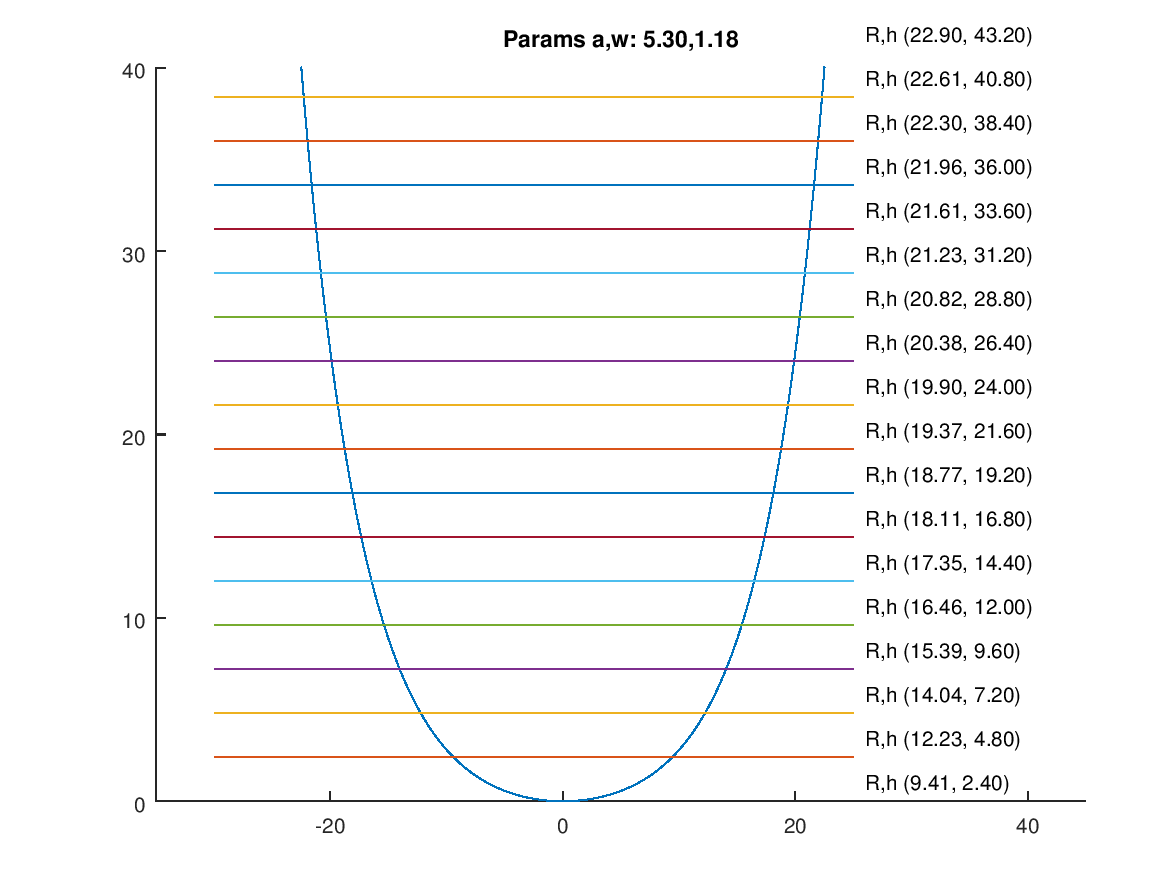 Params a,w: 5.30,1.18
R,h (22.90, 43.20)
R,h (22.61, 40.80)
R,h (22.30, 38.40)
R,h (21.96, 36.00)
R,h (21.61, 33.60)
R,h (21.23, 31.20)
R,h (20.82, 28.80)
R,h (20.38, 26.40)
R,h (19.90, 24.00)
R,h (19.37, 21.60)
R,h (18.77, 19.20)
R,h (18.11, 16.80)
R,h (17.35, 14.40)
R,h (16.46, 12.00)
R,h (15.39, 9.60)
R,h (14.04, 7.20)
R,h (12.23, 4.80)
R,h (9.41, 2.40)
40
30
20
10
0
-20 0 20 40